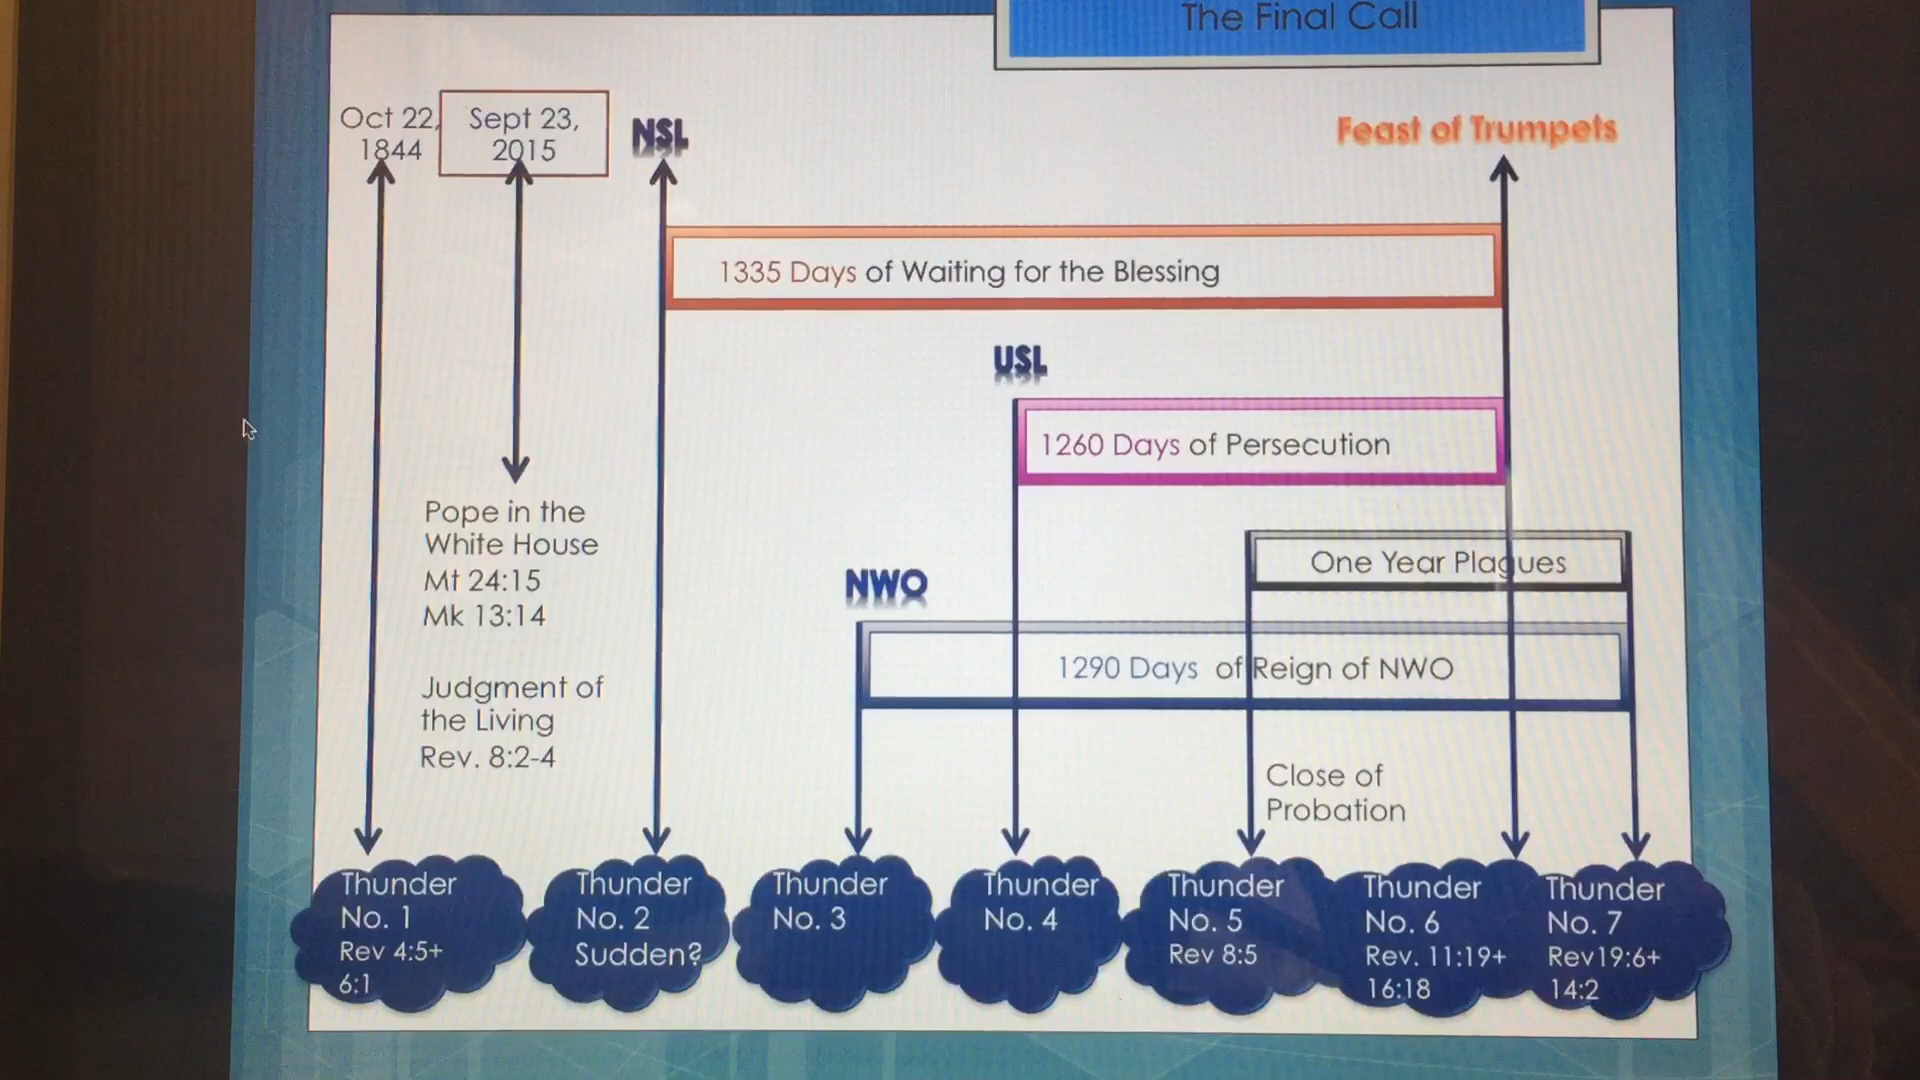 The Final Call
Oct 22,
1844
Sept 23,
2015
NSL
Feast of Trumpets
1335 Days of Waiting for the Blessing
USL
1260 Days of Persecution
Pope in the
White House
Mt 24:15
Mk 13:14
One Year Plagues
NWO
1290 Days of Reign of NWO
Judgment of
the Living
Rev. 8:2-4
Close of
Probation
Thunder
No. 1
Rev 4:5+
6:1
Thunder
No. 2
Sudden?
Thunder
No. 3
Thunder
No. 4
Thunder
No. 5
Rev 8:5
Thunder
No. 6
Rev. 11:19+
16:18
Thunder
No. 7
Rev19:6+
14:2